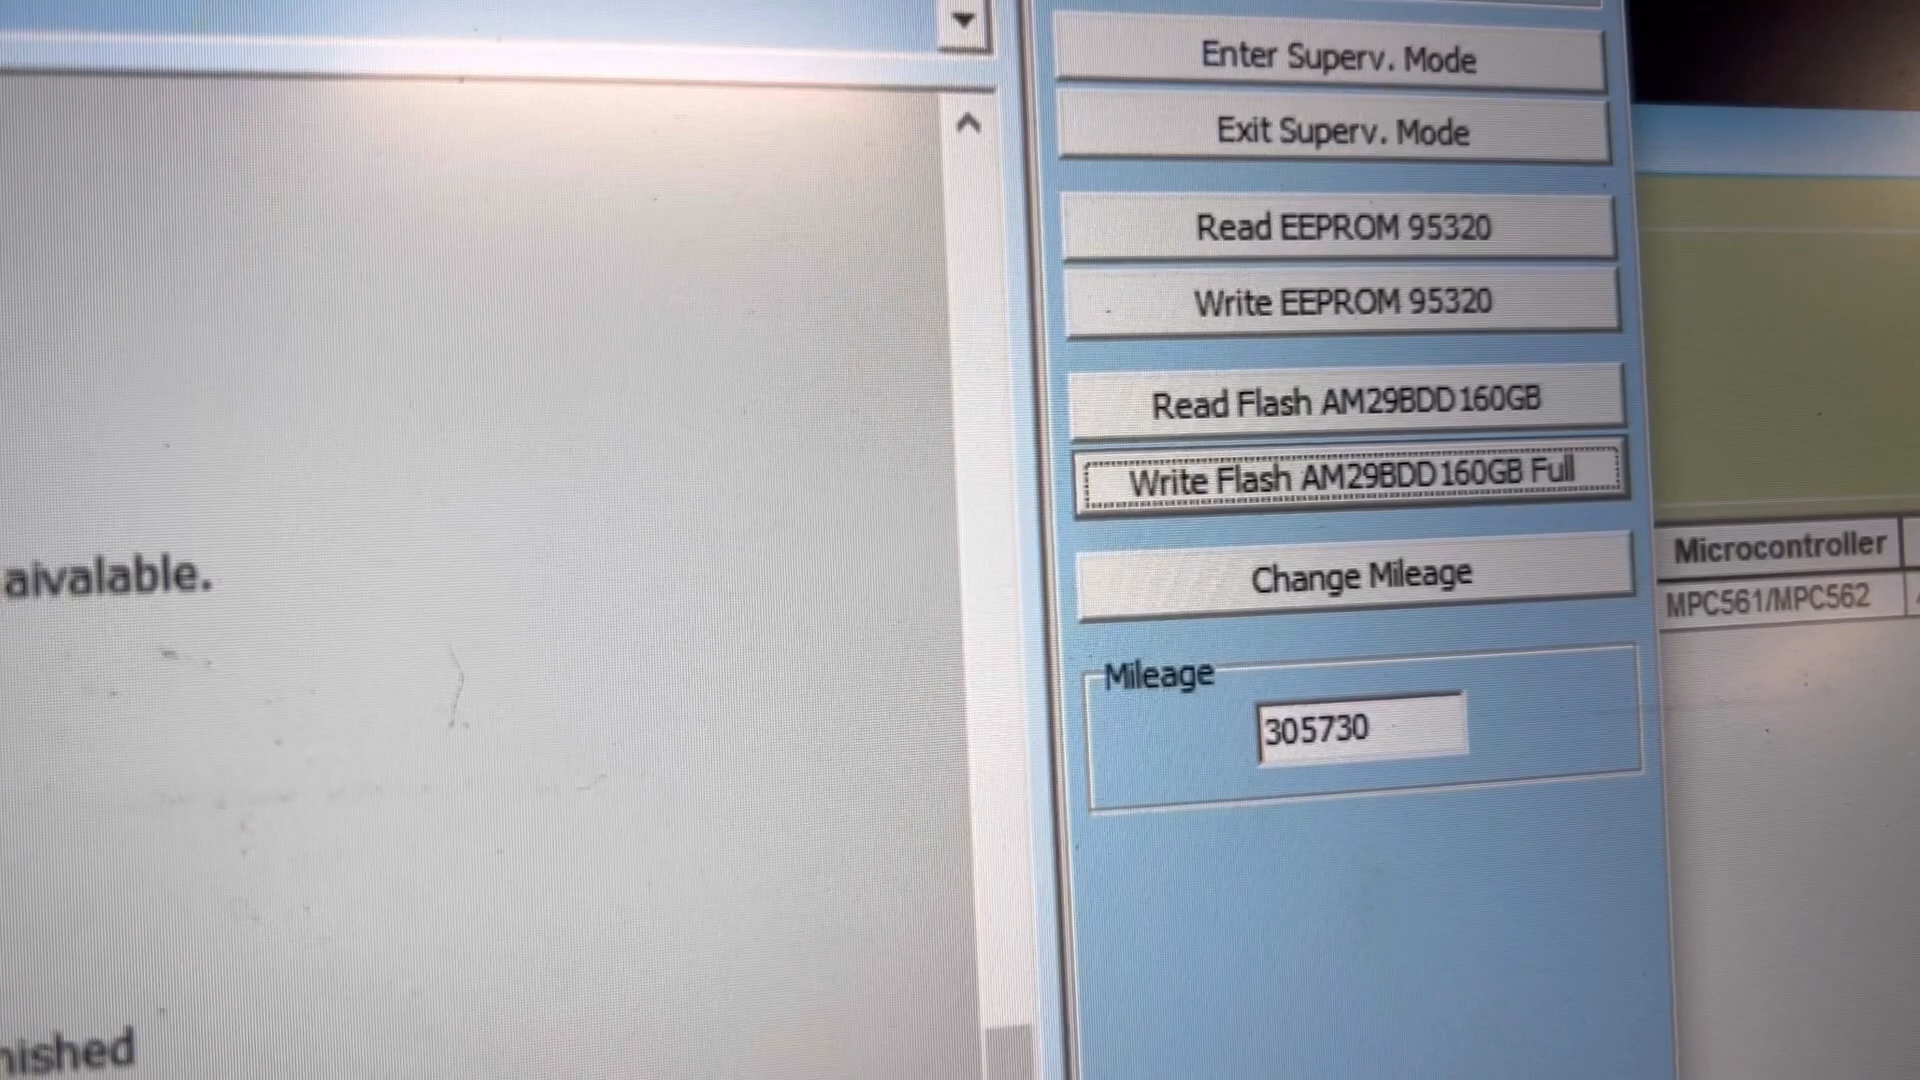 Enter Superv. Mode
Exit Superv. Mode
Read EEPROM 95320
Write EEPROM 95320
Read Flash AM29BDD160GB
Write Flash AM29BDD160GB Full
Change Mileage
Mileage
305730
Microcontroller
MPC561/MPC562
aivalable.
nished